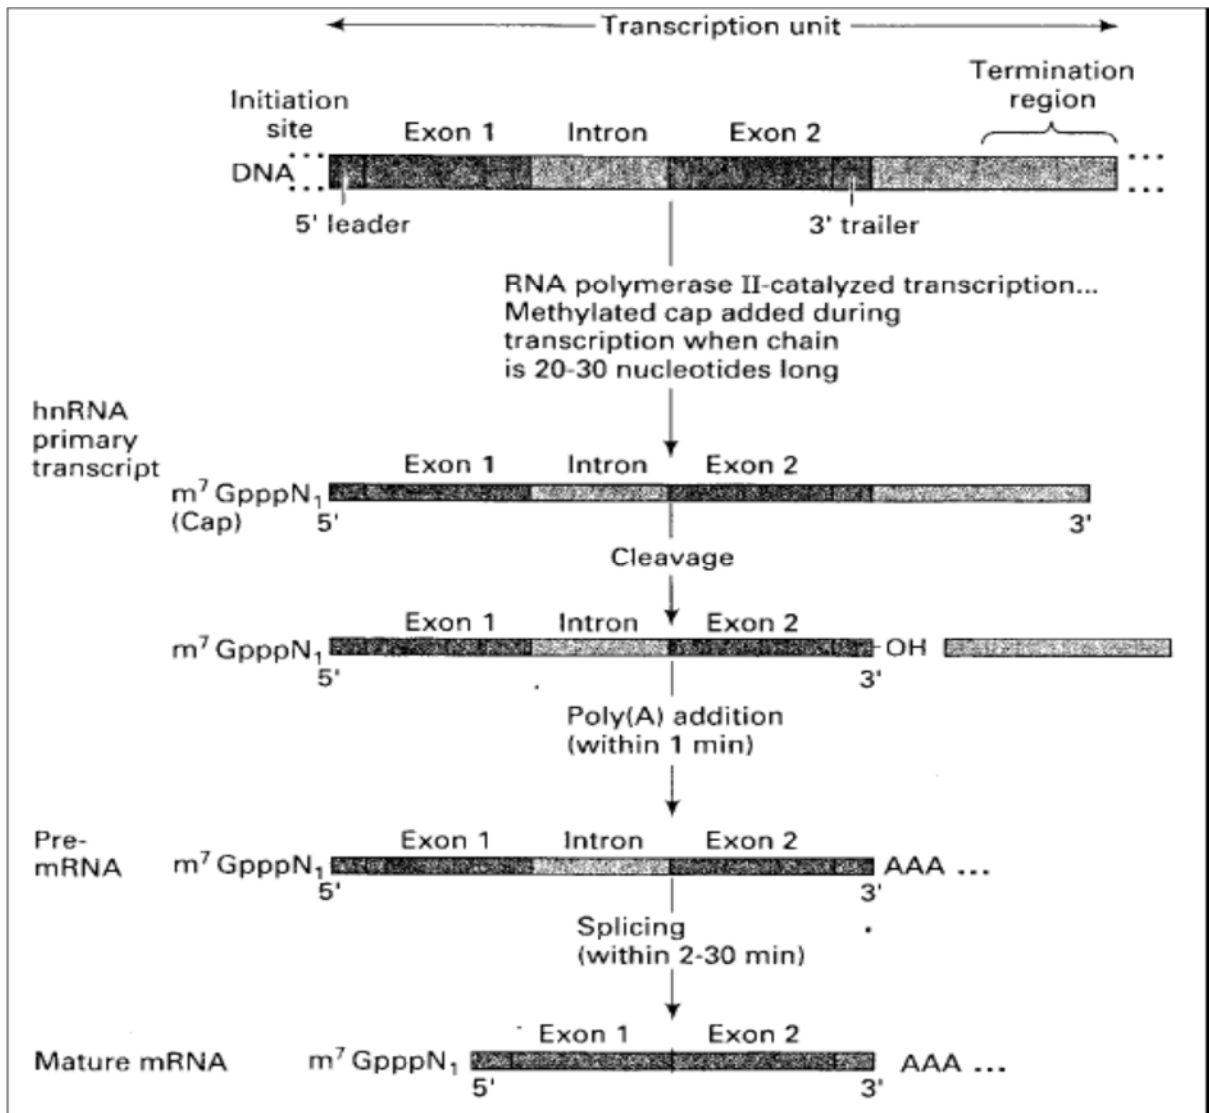 Transcription unit
Termination
region
Initiation
site
Exon 1 Intron Exon 2
DNA
5' leader 3' trailer
RNA polymerase II-catalyzed transcription...
Methylated cap added during
transcription when chain
is 20-30 nucleotides long
hnRNA
primary
transcript
Exon 1 Intron Exon 2
m⁷ GpppN₁
(Cap) 5' 3'
Cleavage
Exon 1 Intron Exon 2
m⁷ GpppN₁ OH
5' 3'
Poly(A) addition
(within 1 min)
Pre-
mRNA
Exon 1 Intron Exon 2
m⁷ GpppN₁ AAA ...
5' 3'
Splicing
(within 2-30 min)
Exon 1 Exon 2
Mature mRNA m⁷ GpppN₁ AAA ...
5' 3'